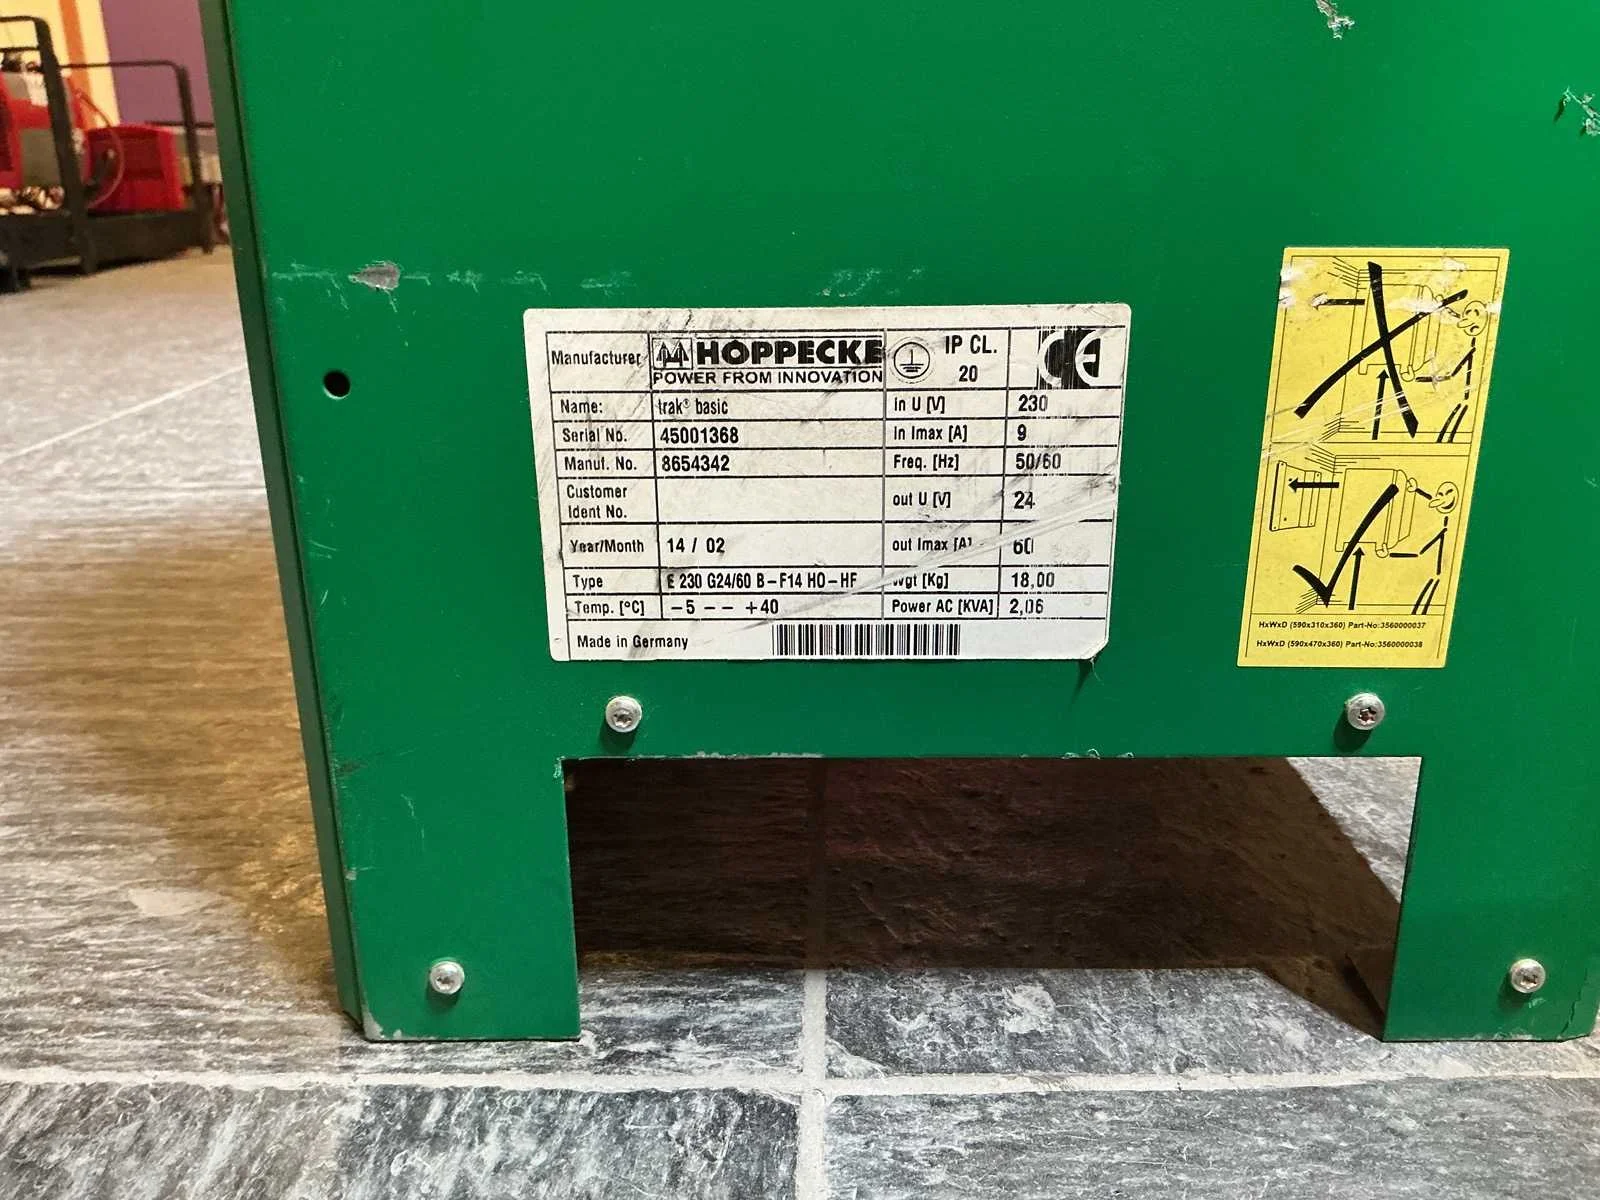 Manufacturer HOPPECKE IP CL. CE
POWER FROM INNOVATION 20
Name: trak® basic In U [V] 230
Serial No. 45001368 In Imax [A] 9
Manuf. No. 8654342 Freq. [Hz] 50/60
Customer
Ident No. out U [V] 24
Year/Month 14 / 02 out Imax [A] 60
Type E 230 G24/60 B-F14 HO-HF Wgt [Kg] 18,00
Temp. [°C] -5 -- +40 Power AC [KVA] 2,06
Made in Germany
HxWxD (590x310x360) Part-No:3560000037
HxWxD (590x470x360) Part-No:3560000038